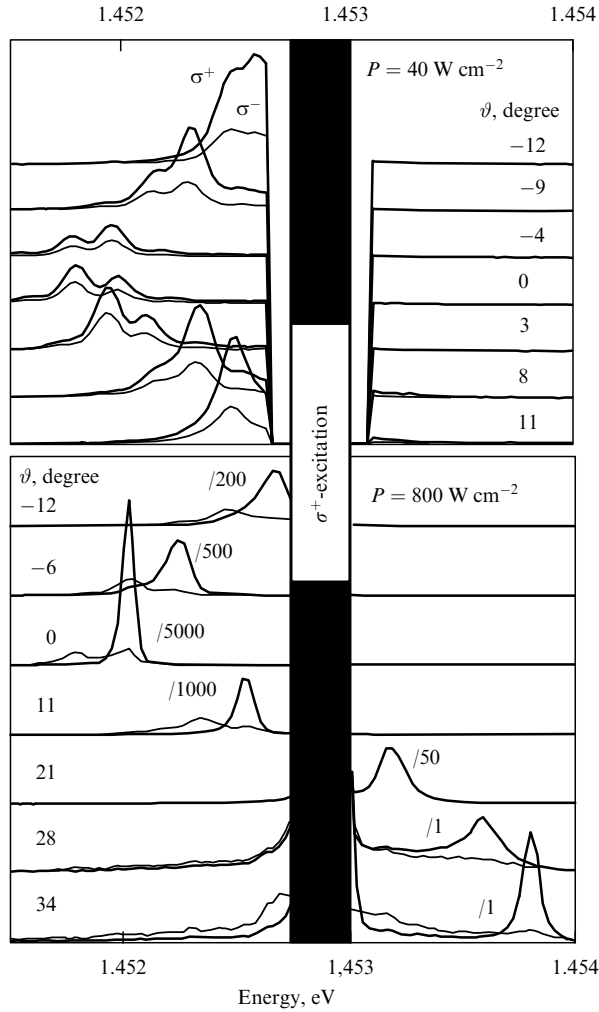 1.452 1.453 1.454
P = 40 W cm⁻²
σ⁺
ϑ, degree
σ⁻
−12
−9
−4
0
3
8
11
σ⁺-excitation
ϑ, degree
/200
P = 800 W cm⁻²
−12
/500
−6
0
/5000
11
/1000
21
/50
28
/1
34
/1
1.452 1,453 1.454
Energy, eV